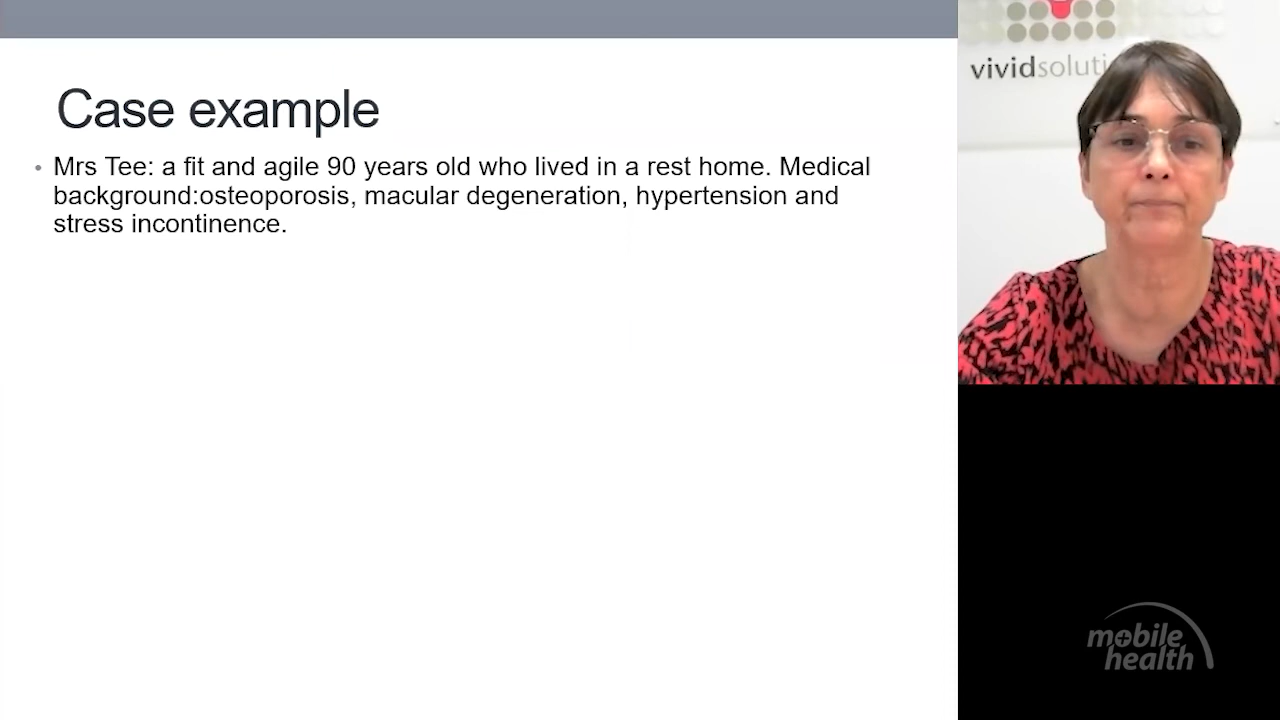 Case example
• Mrs Tee: a fit and agile 90 years old who lived in a rest home. Medical
background:osteoporosis, macular degeneration, hypertension and
stress incontinence.
vividsoluti
mobile
health